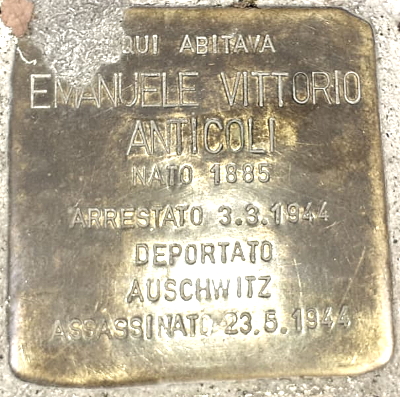 QUI ABITAVA
EMANUELE VITTORIO
ANTICOLI
NATO 1885
ARRESTATO 3.3.1944
DEPORTATO
AUSCHWITZ
ASSASSINATO 23.5.1944